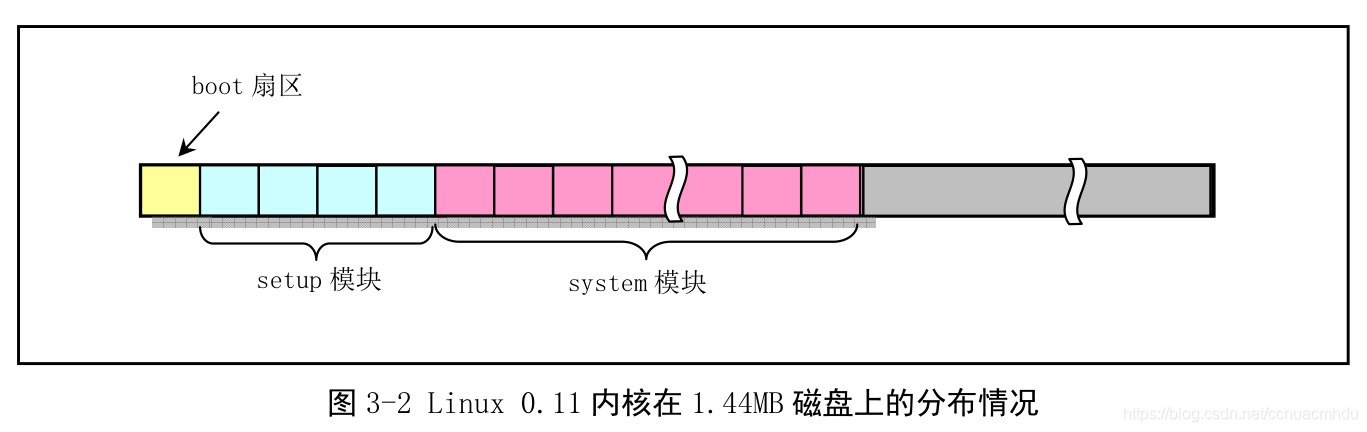 boot 扇区
setup 模块
system 模块
图 3-2 Linux 0.11 内核在 1.44MB 磁盘上的分布情况
https://blog.csdn.net/ccnuacmhdu